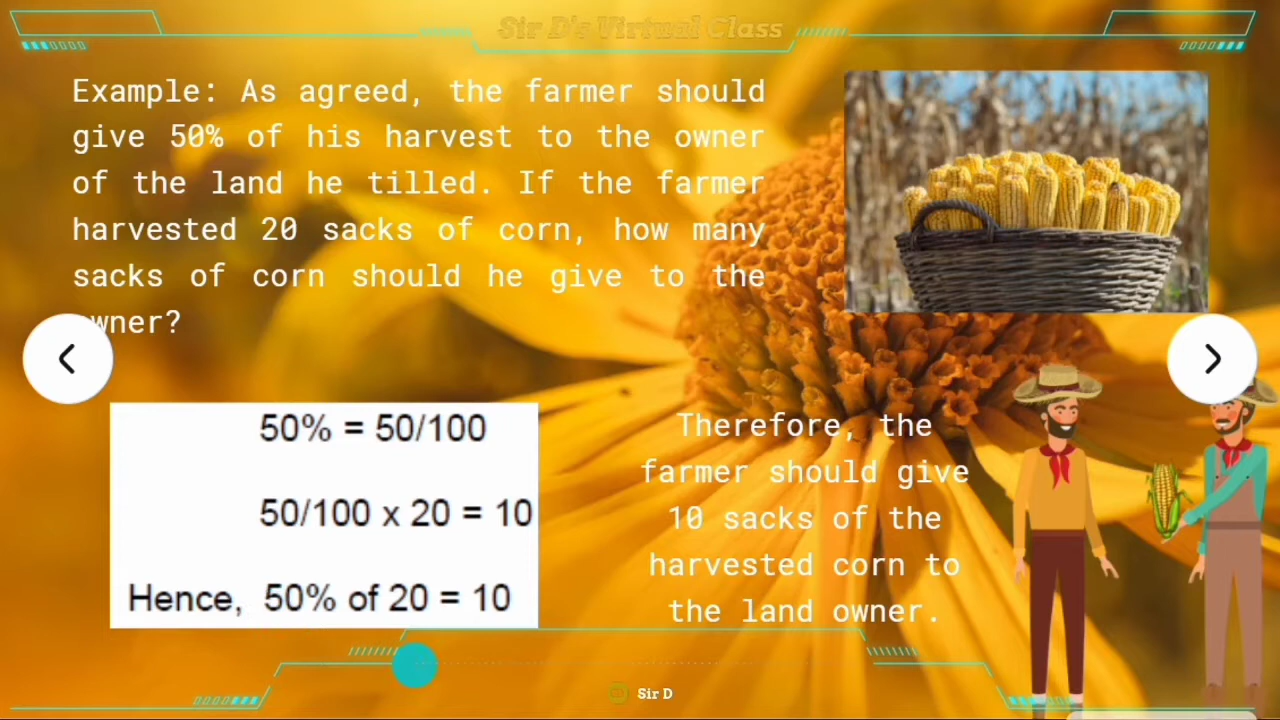 Sir D's Virtual Class
Example: As agreed, the farmer should
give 50% of his harvest to the owner
of the land he tilled. If the farmer
harvested 20 sacks of corn, how many
sacks of corn should he give to the
owner?
50% = 50/100
50/100 x 20 = 10
Hence, 50% of 20 = 10
Therefore, the
farmer should give
10 sacks of the
harvested corn to
the land owner.
Sir D